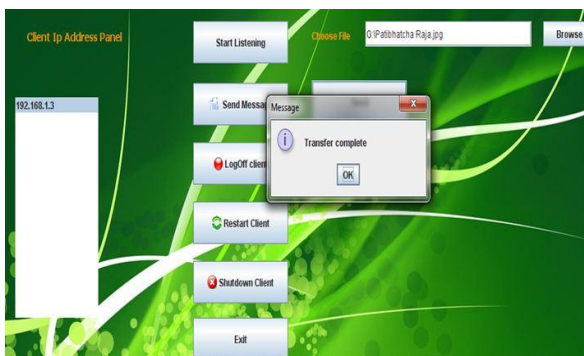 Client Ip Address Panel
Start Listening
Choose File
G:\Patibhatcha Raja.jpg
Browse
192.168.1.3
Send Messa
Message
Transfer complete
OK
LogOff clien
Restart Client
Shutdown Client
Exit